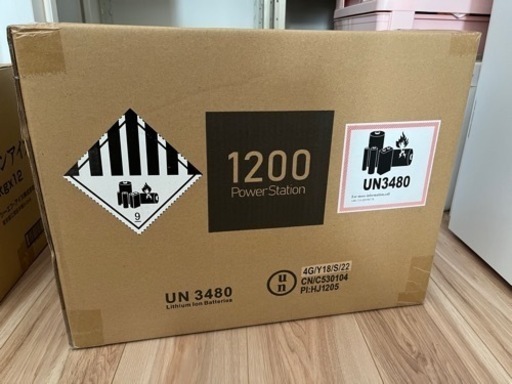 1200
PowerStation
9
UN3480
UN 3480
Lithium Ion Batteries
u
n
4G/Y18/S/22
CN/C530104
PI:HJ1205